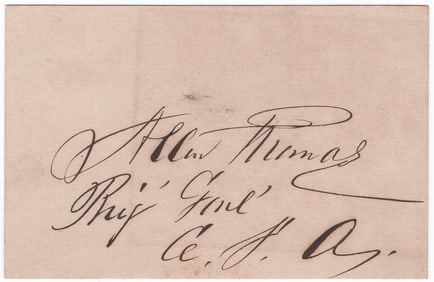 Allen Thomas
Brig' Genl'
C. S. A.